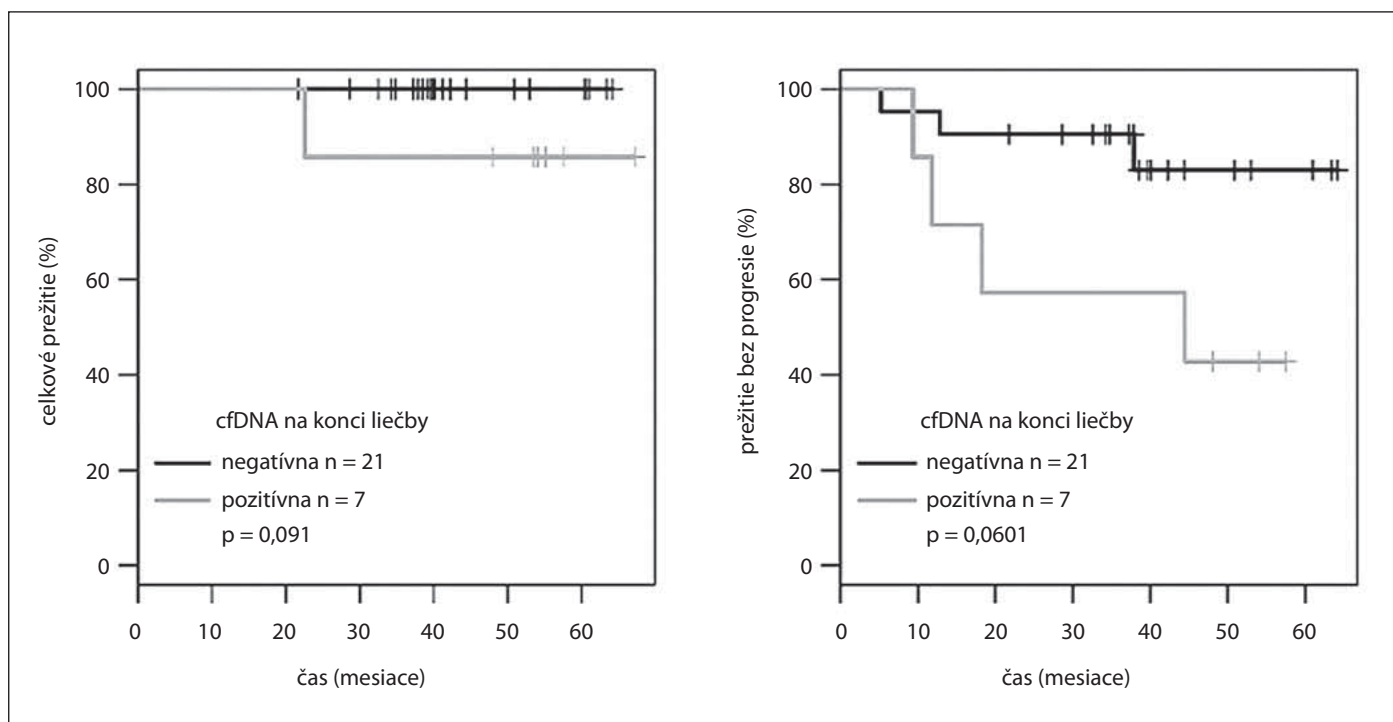 celkové prežitie (%)
100
80
60
40
20
0
cfDNA na konci liečby
negatívna n = 21
pozitívna n = 7
p = 0,091
0 10 20 30 40 50 60
čas (mesiace)
prežitie bez progresie (%)
100
80
60
40
20
0
cfDNA na konci liečby
negatívna n = 21
pozitívna n = 7
p = 0,0601
0 10 20 30 40 50 60
čas (mesiace)